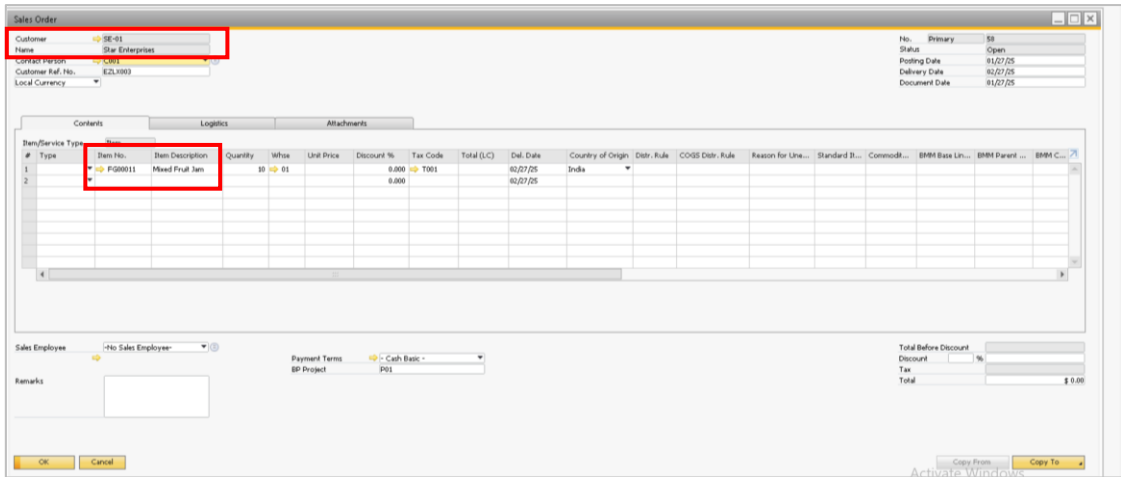 Sales Order
Customer SE-01 No. Primary 58
Name Star Enterprises Status Open
Contact Person C001 Posting Date 01/27/25
Customer Ref. No. EZLX003 Delivery Date 02/27/25
Local Currency Document Date 01/27/25
Contents Logistics Attachments
Item/Service Type Item
# Type Item No. Item Description Quantity Whse Unit Price Discount % Tax Code Total (LC) Del. Date Country of Origin Distr. Rule COGS Distr. Rule Reason for Une... Standard It... Commodit... BMM Base Lin... BMM Parent ... BMM C...
1 FG00011 Mixed Fruit Jam 10 01 0.000 T001 02/27/25 India
2 0.000 02/27/25
Sales Employee -No Sales Employee- Total Before Discount
Payment Terms - Cash Basic - Discount %
BP Project P01 Tax
Remarks Total $ 0.00
OK Cancel Copy From Copy To
Activate Windows